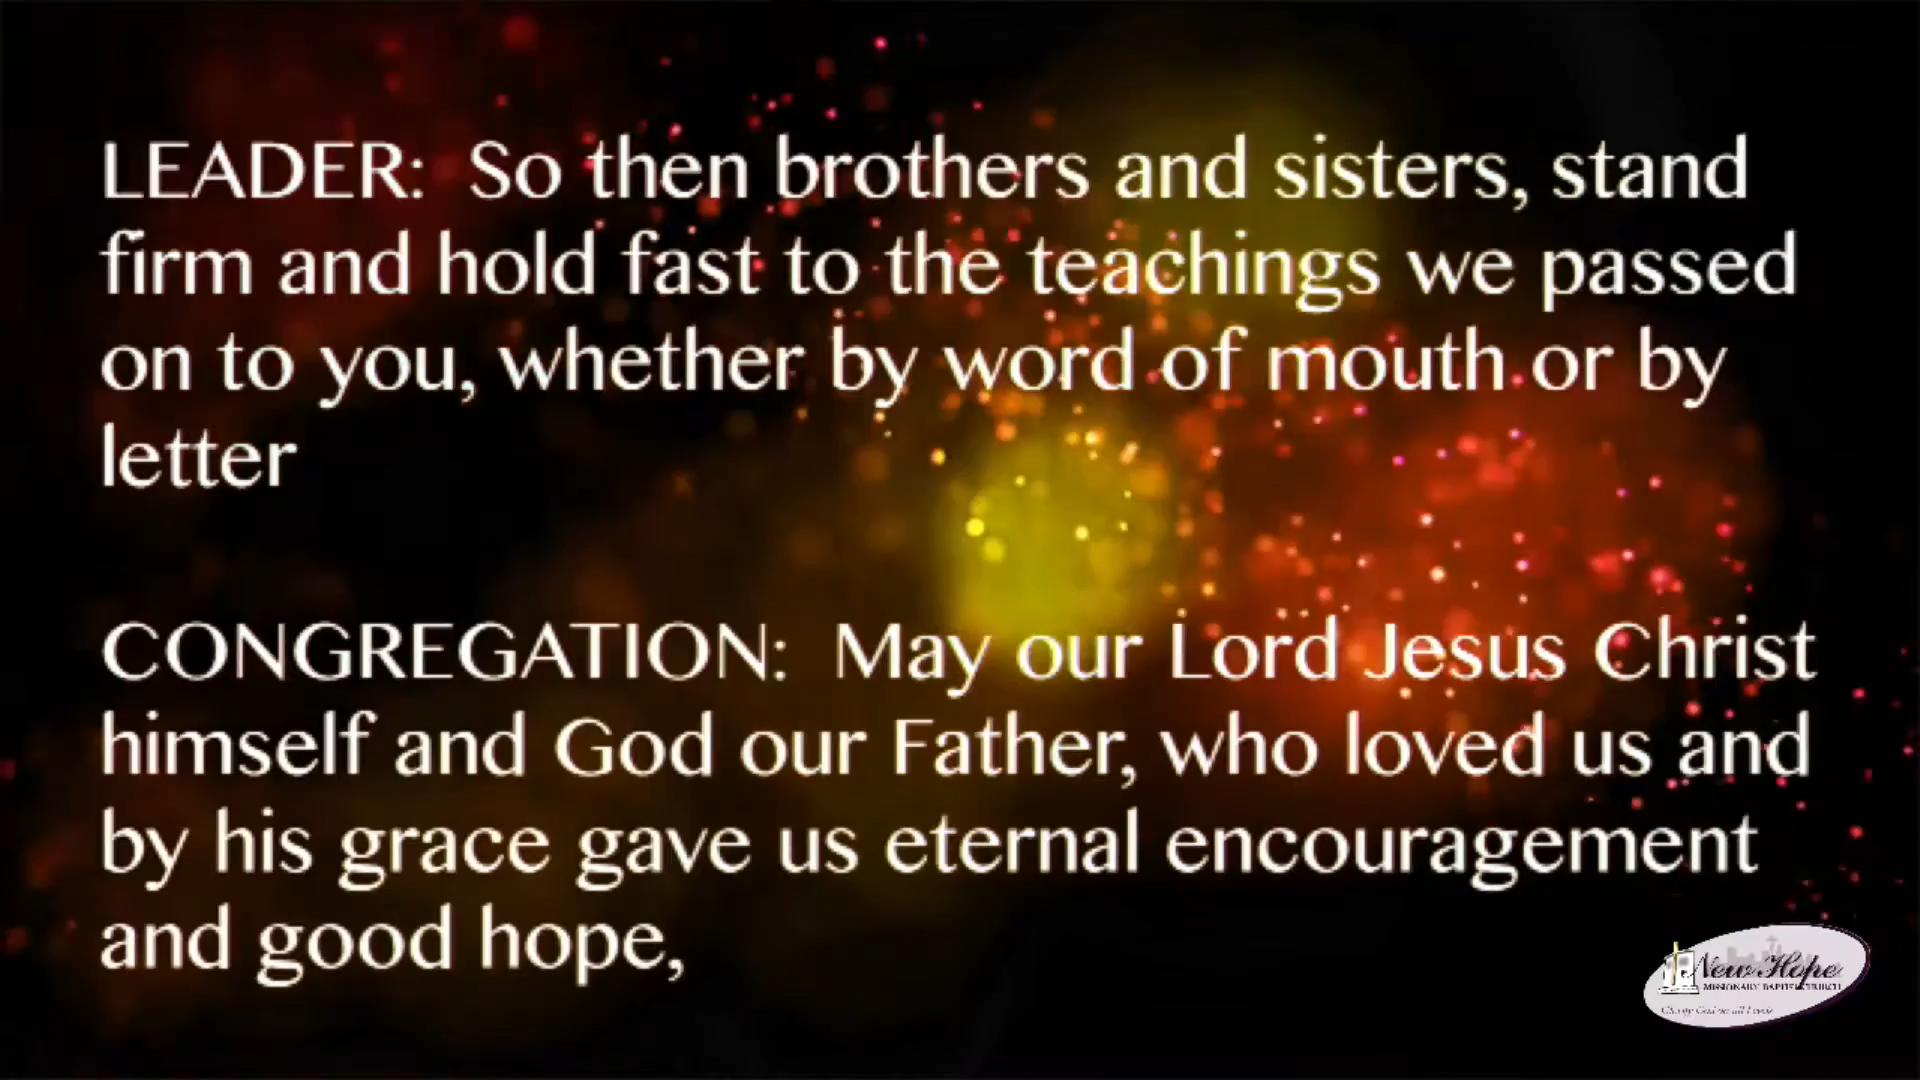 LEADER:  So then brothers and sisters, stand
firm and hold fast to the teachings we passed
on to you, whether by word of mouth or by
letter
CONGREGATION:  May our Lord Jesus Christ
himself and God our Father, who loved us and
by his grace gave us eternal encouragement
and good hope,
New Hope
MISSIONARY BAPTIST CHURCH